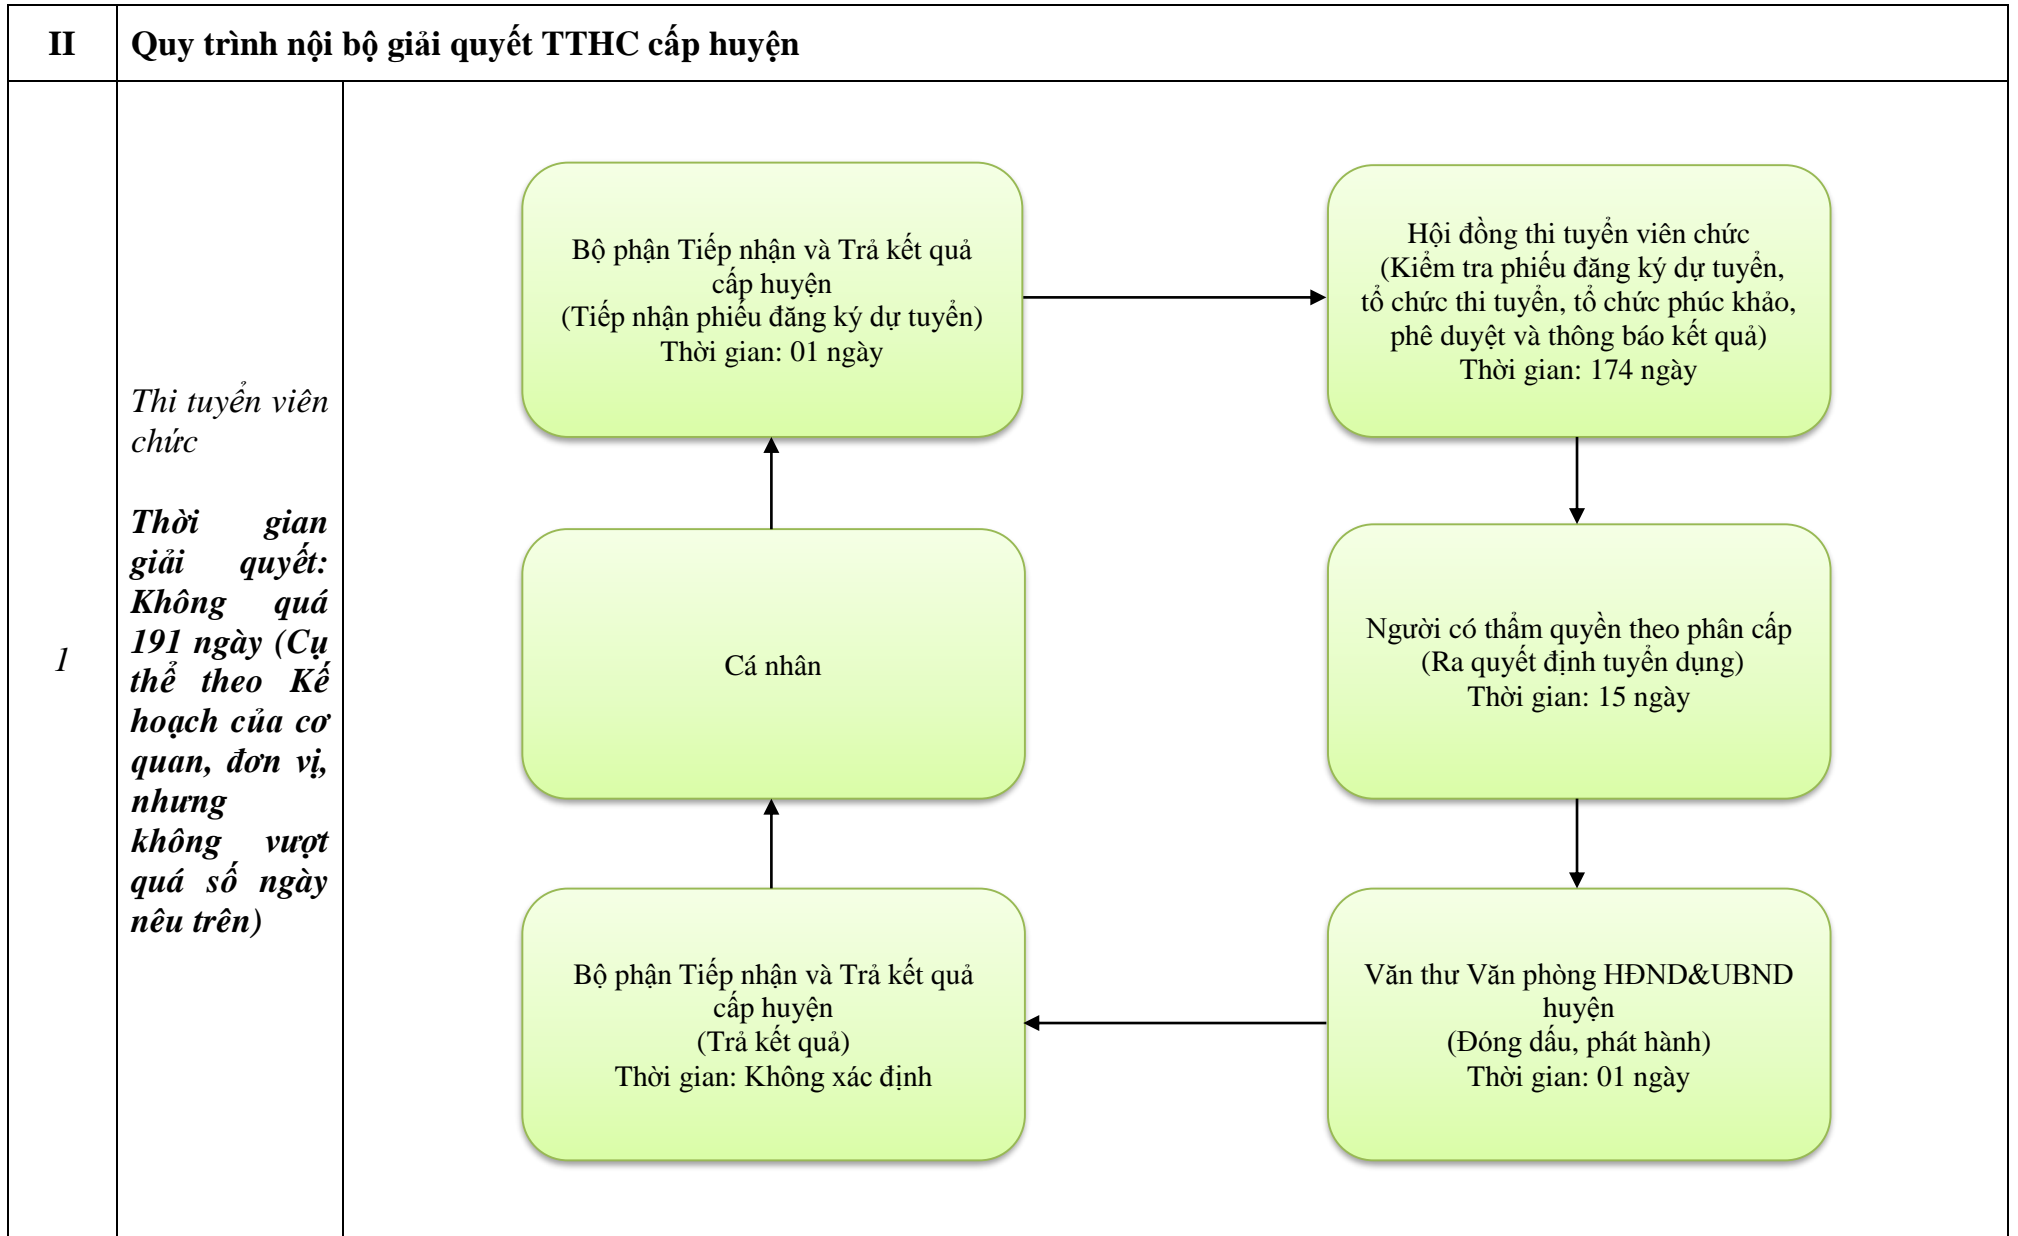 II
Quy trình nội bộ giải quyết TTHC cấp huyện
1
Thi tuyển viên
chức
Thời gian
giải quyết:
Không quá
191 ngày (Cụ
thể theo Kế
hoạch của cơ
quan, đơn vị,
nhưng
không vượt
quá số ngày
nêu trên)
Bộ phận Tiếp nhận và Trả kết quả
cấp huyện
(Tiếp nhận phiếu đăng ký dự tuyển)
Thời gian: 01 ngày
Hội đồng thi tuyển viên chức
(Kiểm tra phiếu đăng ký dự tuyển,
tổ chức thi tuyển, tổ chức phúc khảo,
phê duyệt và thông báo kết quả)
Thời gian: 174 ngày
Cá nhân
Người có thẩm quyền theo phân cấp
(Ra quyết định tuyển dụng)
Thời gian: 15 ngày
Bộ phận Tiếp nhận và Trả kết quả
cấp huyện
(Trả kết quả)
Thời gian: Không xác định
Văn thư Văn phòng HĐND&UBND
huyện
(Đóng dấu, phát hành)
Thời gian: 01 ngày